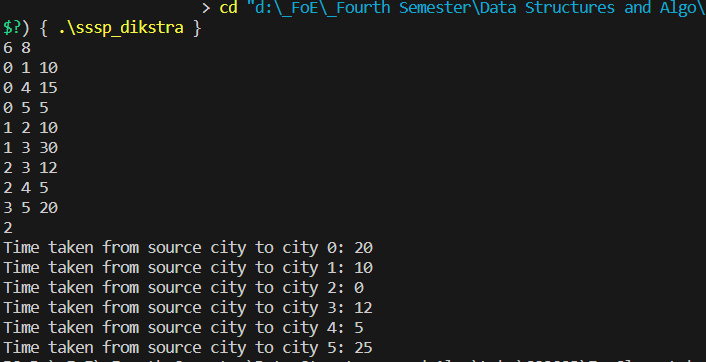 > cd "d:\_FoE\_Fourth Semester\Data Structures and Algo\
$?) { .\sssp_dikstra }
6 8
0 1 10
0 4 15
0 5 5
1 2 10
1 3 30
2 3 12
2 4 5
3 5 20
2
Time taken from source city to city 0: 20
Time taken from source city to city 1: 10
Time taken from source city to city 2: 0
Time taken from source city to city 3: 12
Time taken from source city to city 4: 5
Time taken from source city to city 5: 25